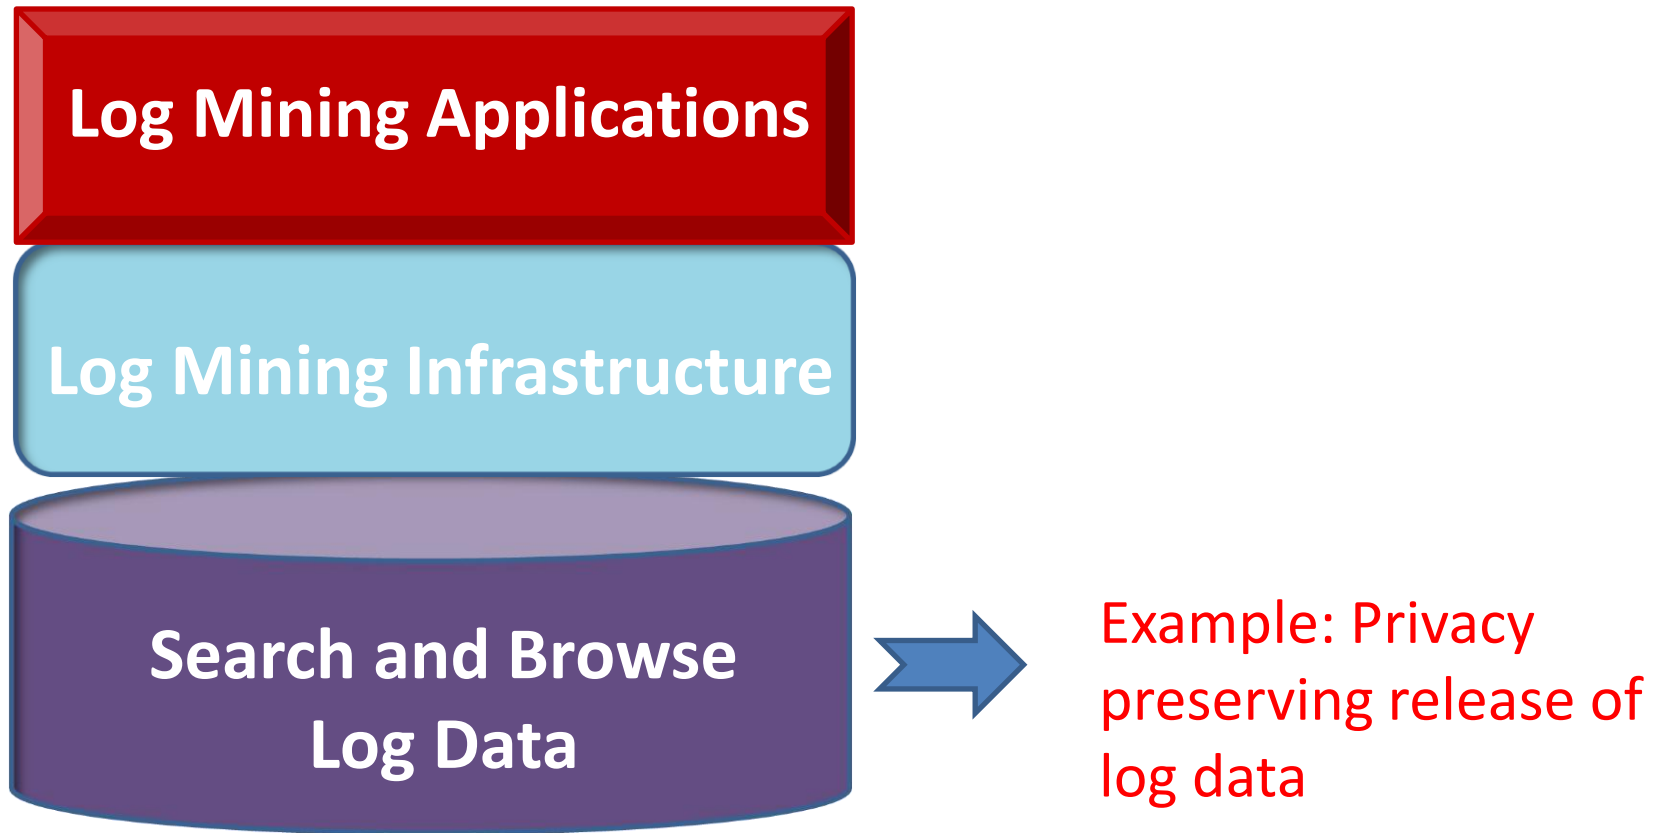 Log Mining Applications
Log Mining Infrastructure
Search and Browse
Log Data
Example: Privacy
preserving release of
log data